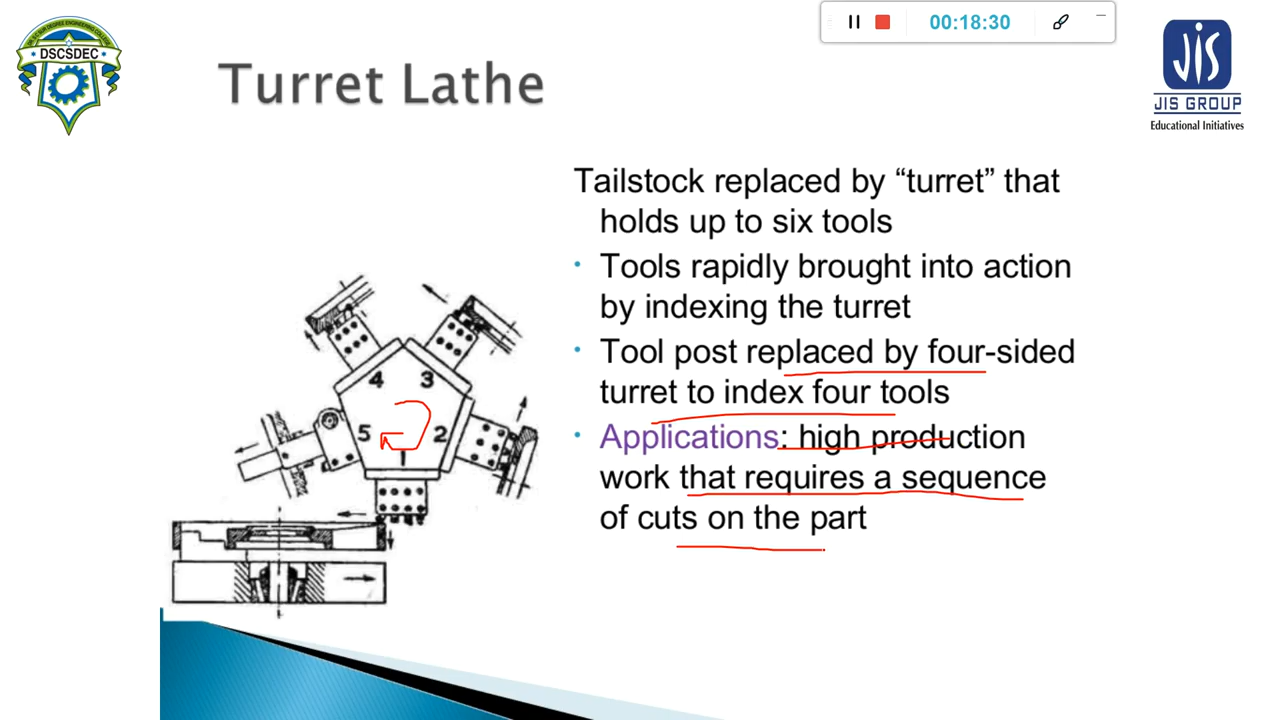 00:18:30
DSCSDEC
JIS
JIS GROUP
Educational Initiatives
Turret Lathe
Tailstock replaced by “turret” that
holds up to six tools
• Tools rapidly brought into action
by indexing the turret
• Tool post replaced by four-sided
turret to index four tools
• Applications: high production
work that requires a sequence
of cuts on the part
4 3
5 2
1